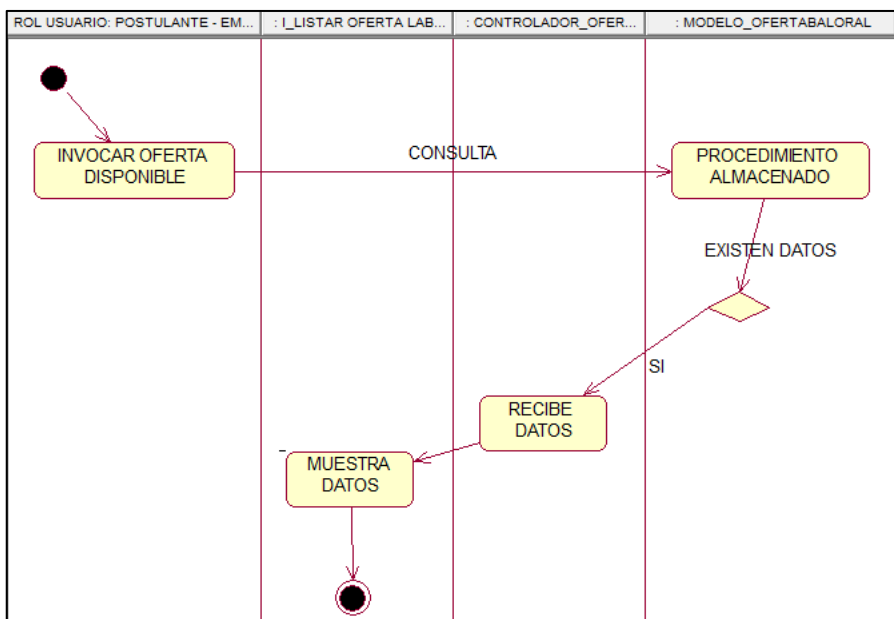 ROL USUARIO: POSTULANTE - EM...
: I_LISTAR OFERTA LAB...
: CONTROLADOR_OFER...
: MODELO_OFERTABALORAL
INVOCAR OFERTA
DISPONIBLE
CONSULTA
PROCEDIMIENTO
ALMACENADO
EXISTEN DATOS
SI
RECIBE
DATOS
MUESTRA
DATOS